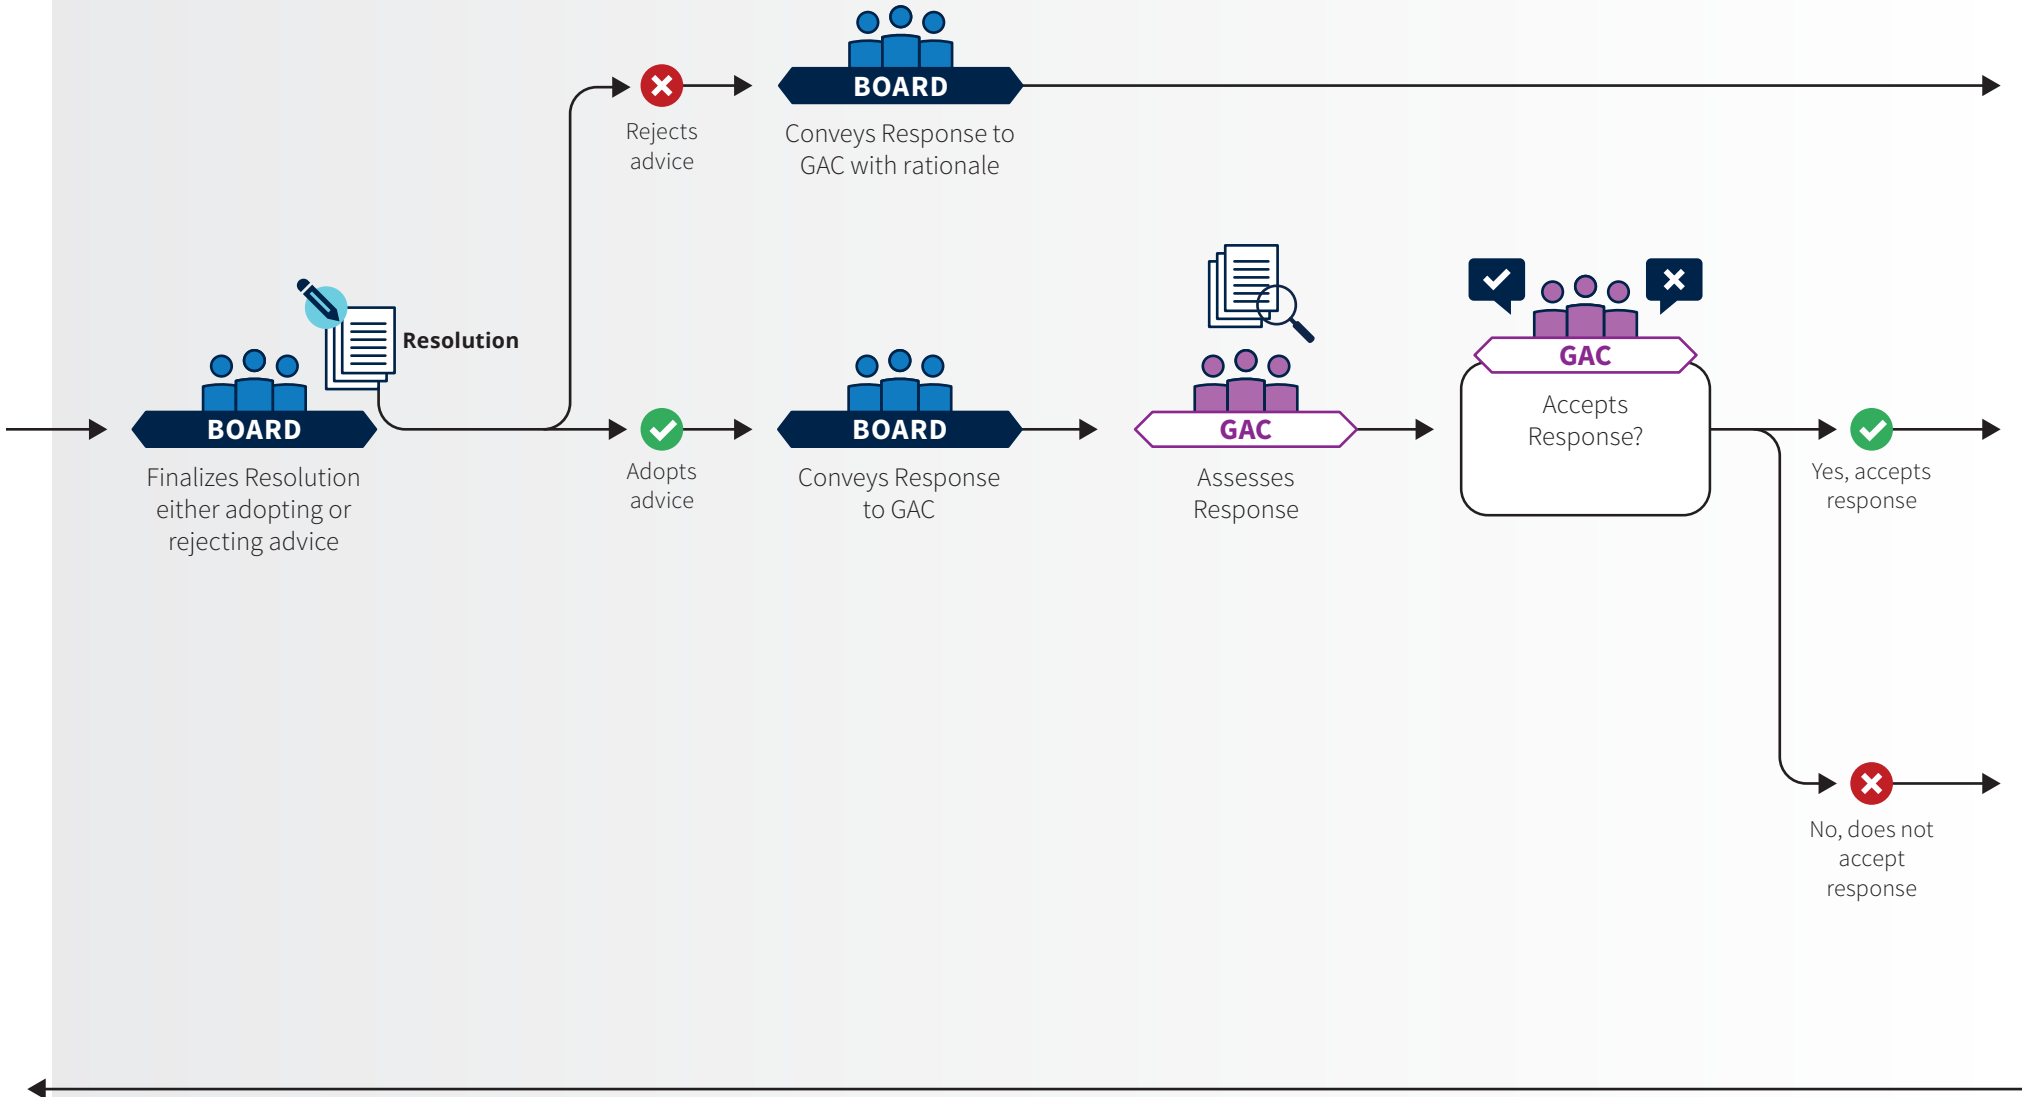 BOARD
Rejects
advice
Conveys Response to
GAC with rationale
Resolution
BOARD
Finalizes Resolution
either adopting or
rejecting advice
Adopts
advice
BOARD
Conveys Response
to GAC
GAC
Assesses
Response
GAC
Accepts
Response?
Yes, accepts
response
No, does not
accept
response